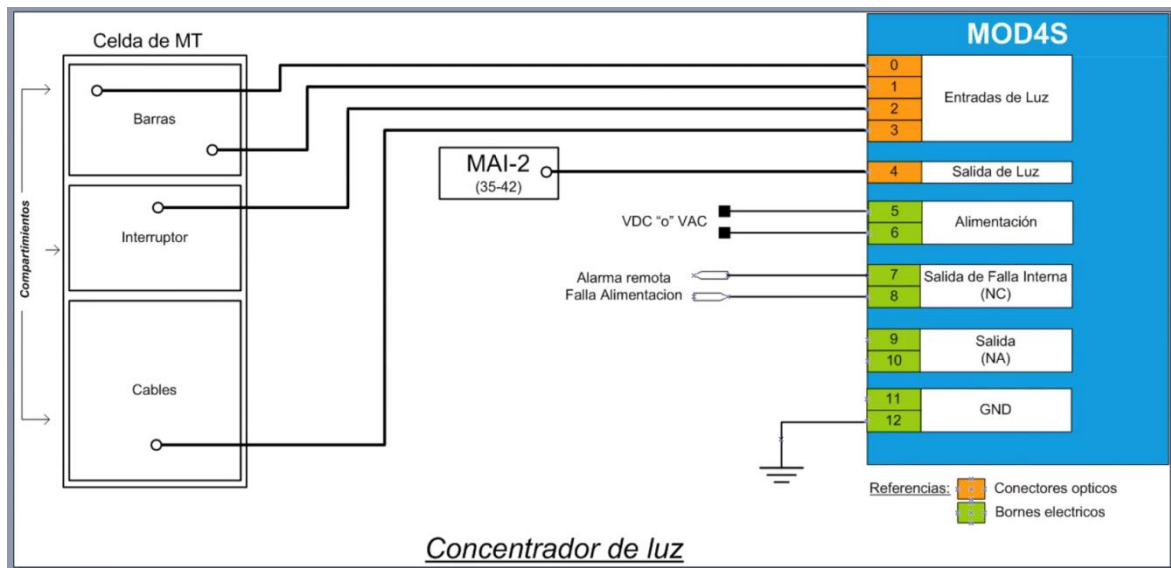 Celda de MT
Compartimientos
Barras
Interruptor
Cables
MAI-2
(35-42)
VDC “o” VAC
Alarma remota
Falla Alimentacion
MOD4S
0
1
2
3
Entradas de Luz
4
Salida de Luz
5
6
Alimentación
7
8
Salida de Falla Interna
(NC)
9
10
Salida
(NA)
11
12
GND
Referencias:
Conectores opticos
Bornes electricos
Concentrador de luz